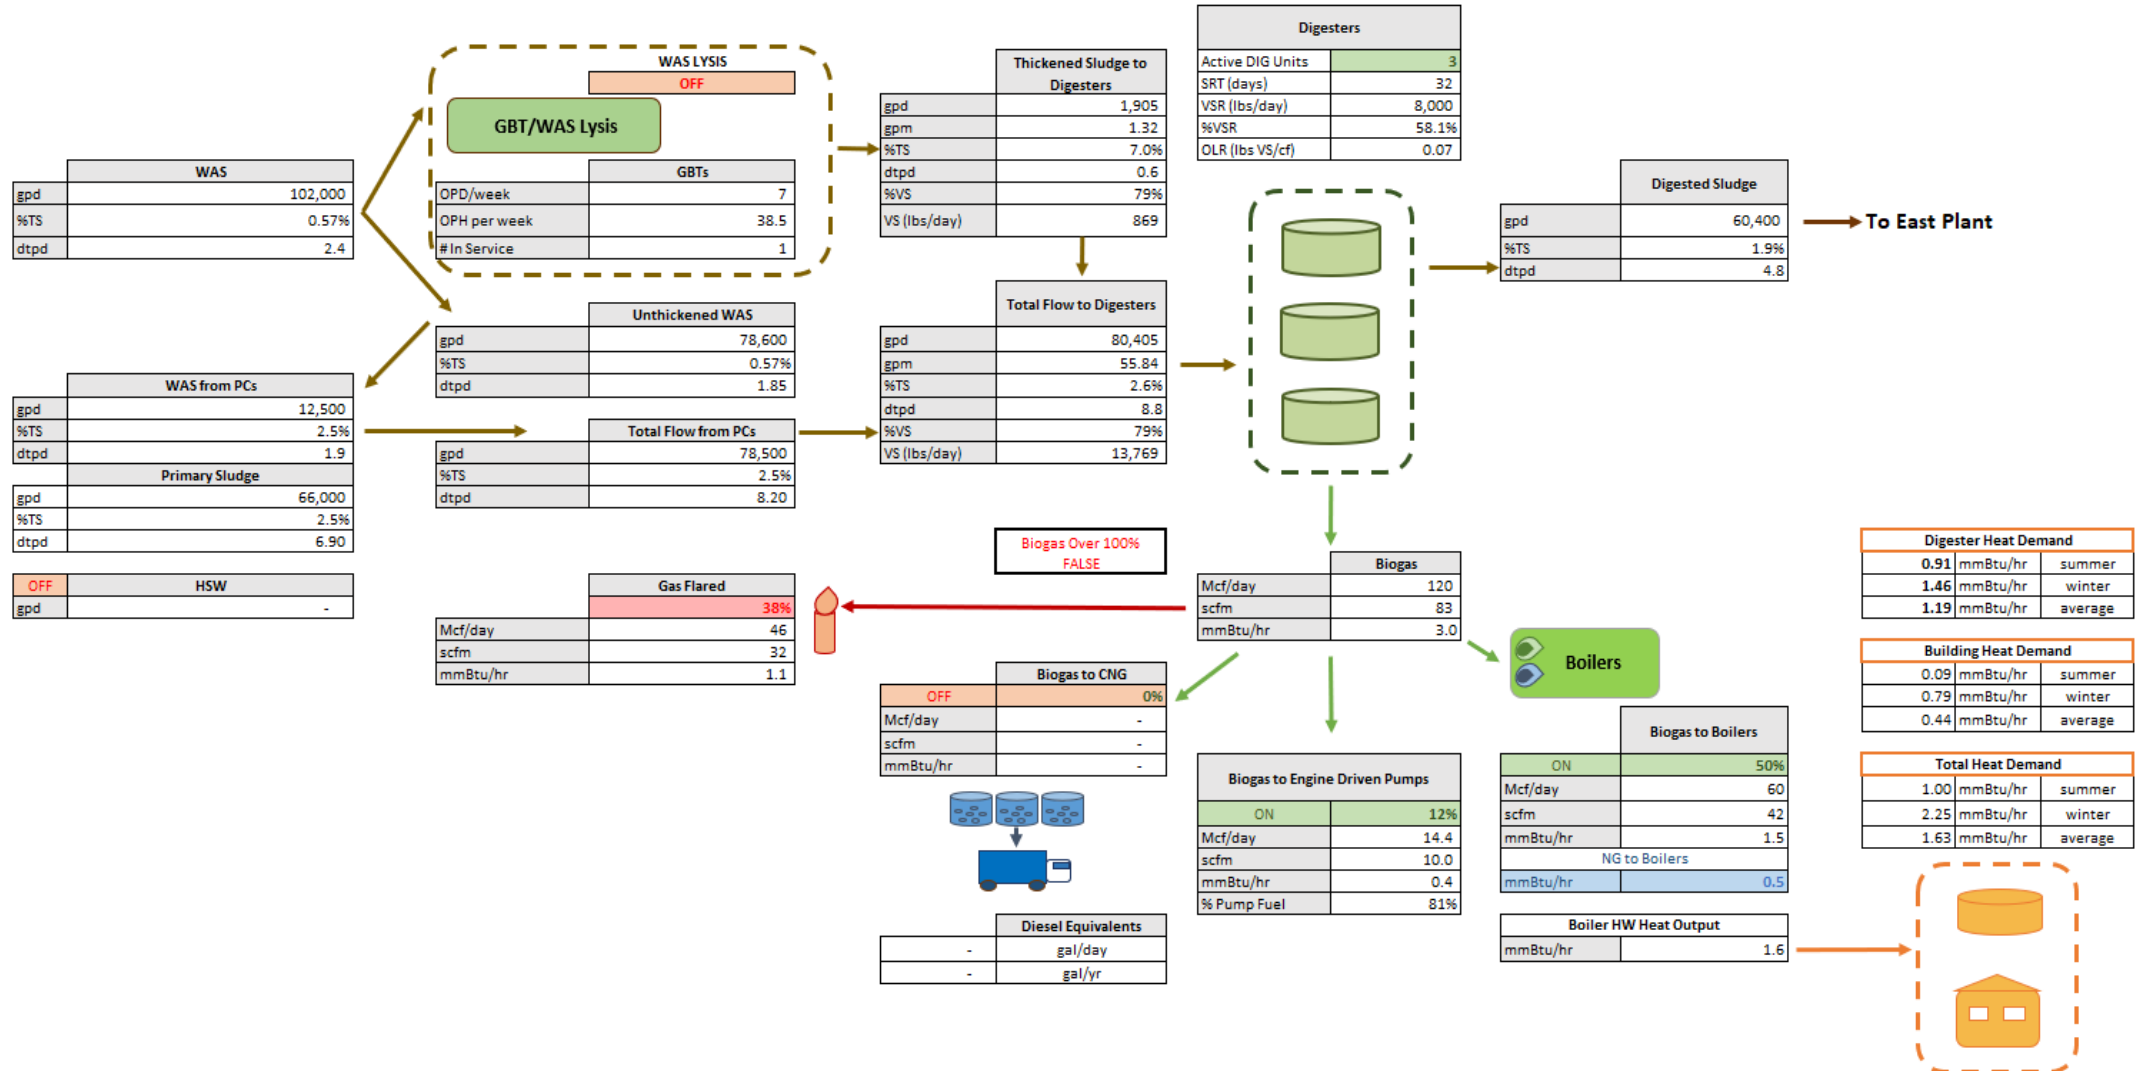 WAS LYSIS
OFF
GBT/WAS Lysis
GBTs
OPD/week 7
OPH per week 38.5
# In Service 1
WAS
gpd 102,000
%TS 0.57%
dtpd 2.4
Unthickened WAS
gpd 78,600
%TS 0.57%
dtpd 1.85
WAS from PCs
gpd 12,500
%TS 2.5%
dtpd 1.9
Primary Sludge
gpd 66,000
%TS 2.5%
dtpd 6.90
OFF HSW
gpd -
Total Flow from PCs
gpd 78,500
%TS 2.5%
dtpd 8.20
Thickened Sludge to
Digesters
gpd 1,905
gpm 1.32
%TS 7.0%
dtpd 0.6
%VS 79%
VS (lbs/day) 869
Total Flow to Digesters
gpd 80,405
gpm 55.84
%TS 2.6%
dtpd 8.8
%VS 79%
VS (lbs/day) 13,769
Digesters
Active DIG Units 3
SRT (days) 32
VSR (lbs/day) 8,000
%VSR 58.1%
OLR (lbs VS/cf) 0.07
Digested Sludge
gpd 60,400
%TS 1.9%
dtpd 4.8
To East Plant
Biogas Over 100%
FALSE
Gas Flared
38%
Mcf/day 46
scfm 32
mmBtu/hr 1.1
Biogas
Mcf/day 120
scfm 83
mmBtu/hr 3.0
Biogas to CNG
OFF 0%
Mcf/day -
scfm -
mmBtu/hr -
Diesel Equivalents
- gal/day
- gal/yr
Biogas to Engine Driven Pumps
ON 12%
Mcf/day 14.4
scfm 10.0
mmBtu/hr 0.4
% Pump Fuel 81%
Boilers
Biogas to Boilers
ON 50%
Mcf/day 60
scfm 42
mmBtu/hr 1.5
NG to Boilers
mmBtu/hr 0.5
Boiler HW Heat Output
mmBtu/hr 1.6
Digester Heat Demand
0.91 mmBtu/hr summer
1.46 mmBtu/hr winter
1.19 mmBtu/hr average
Building Heat Demand
0.09 mmBtu/hr summer
0.79 mmBtu/hr winter
0.44 mmBtu/hr average
Total Heat Demand
1.00 mmBtu/hr summer
2.25 mmBtu/hr winter
1.63 mmBtu/hr average